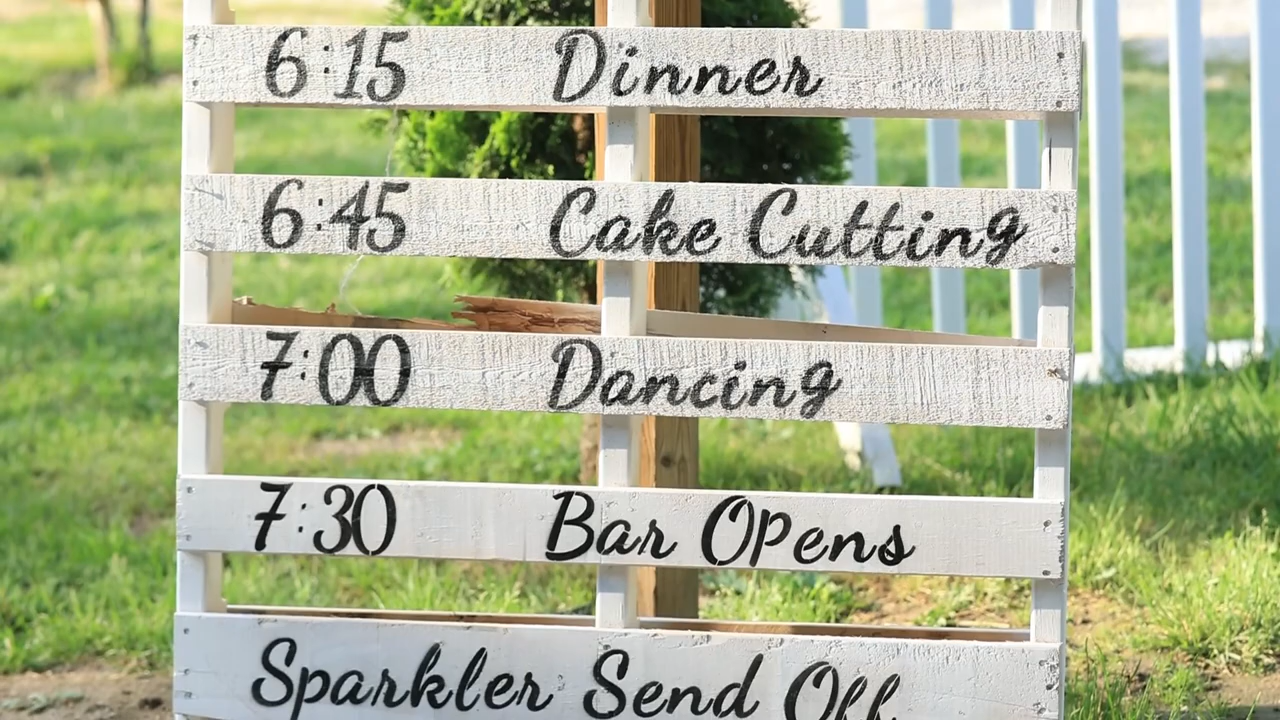 6:15 Dinner
6:45 Cake Cutting
7:00 Dancing
7:30 Bar Opens
Sparkler Send Off